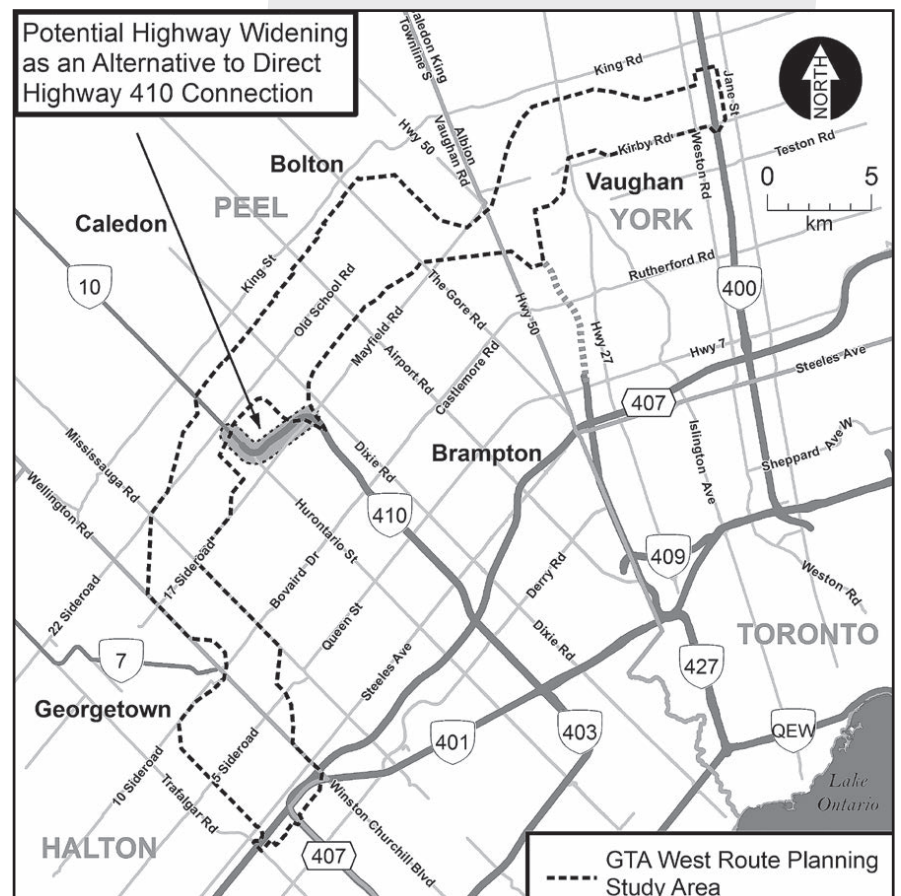 Potential Highway Widening
as an Alternative to Direct
Highway 410 Connection
Caledon King
Townline S
King Rd
Jane St
NORTH
Hwy 50
Albion
Vaughan Rd
Kirby Rd
Weston Rd
Teston Rd
Bolton
Vaughan
0 5
km
PEEL
YORK
Caledon
King St
Old School Rd
Rutherford Rd
10
The Gore Rd
400
Mayfield Rd
Hwy 50
Hwy 27
Airport Rd
Castlemore Rd
Hwy 7
Steeles Ave
407
Mississauga Rd
Brampton
Islington Ave
Sheppard Ave W
Dixie Rd
Wellington Rd
410
Hurontario St
17 Sideroad
Bovaird Dr
Derry Rd
409
Weston Rd
22 Sideroad
Queen St
Dixie Rd
TORONTO
7
Steeles Ave
427
Georgetown
403
QEW
401
5 Sideroad
10 Sideroad
Trafalgar Rd
Winston Churchill Blvd
Lake
Ontario
HALTON
407
GTA West Route Planning
Study Area